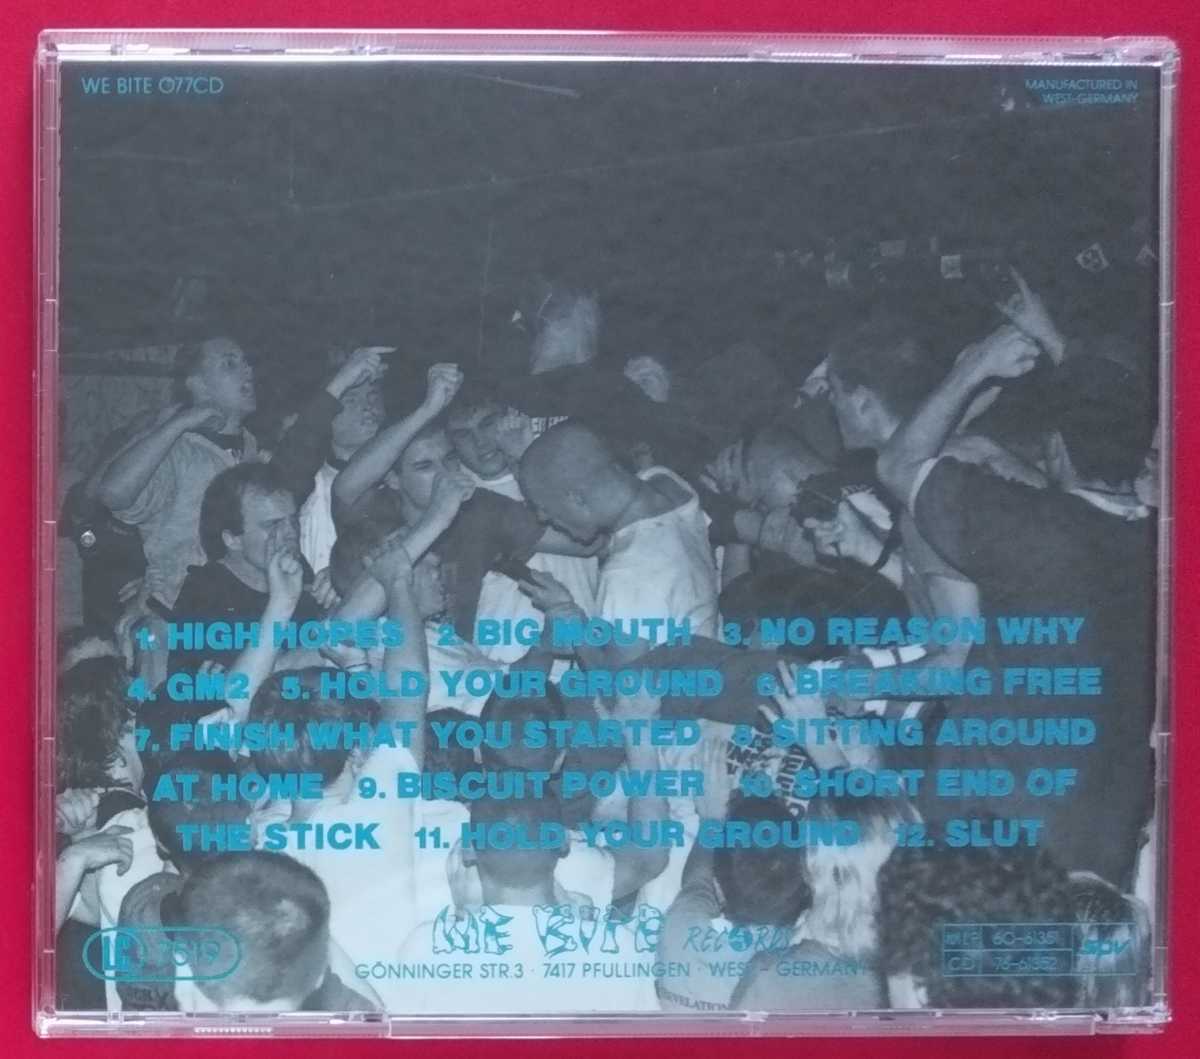 WE BITE 077CD
MANUFACTURED IN
WEST-GERMANY
1. HIGH HOPES 2. BIG MOUTH 3. NO REASON WHY
4. GM2 5. HOLD YOUR GROUND 6. BREAKING FREE
7. FINISH WHAT YOU STARTED 8. SITTING AROUND
AT HOME 9. BISCUIT POWER 10. SHORT END OF
THE STICK 11. HOLD YOUR GROUND 12. SLUT
LC 7519
WE BITE RECORDS
GÖNNINGER STR.3 · 7417 PFULLINGEN · WEST - GERMANY
MLP 60-61351
CD 76-61352
SPV
REVELATION